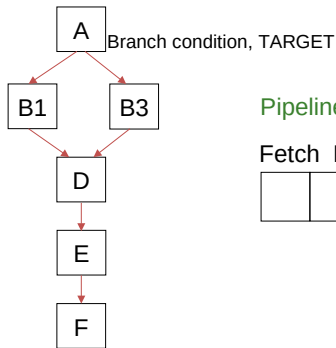 A
Branch condition, TARGET
B1 B3
Pipeline
Fetch
D
E
F